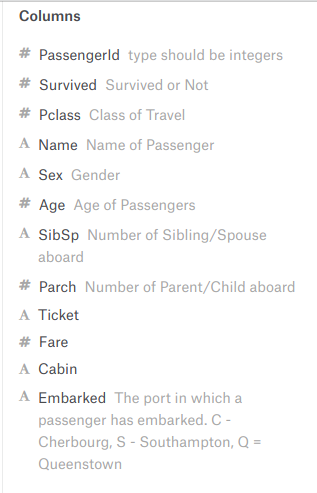 Columns
# PassengerId type should be integers
# Survived Survived or Not
# Pclass Class of Travel
A Name Name of Passenger
A Sex Gender
# Age Age of Passengers
A SibSp Number of Sibling/Spouse
aboard
# Parch Number of Parent/Child aboard
A Ticket
# Fare
A Cabin
A Embarked The port in which a
passenger has embarked. C -
Cherbourg, S - Southampton, Q =
Queenstown